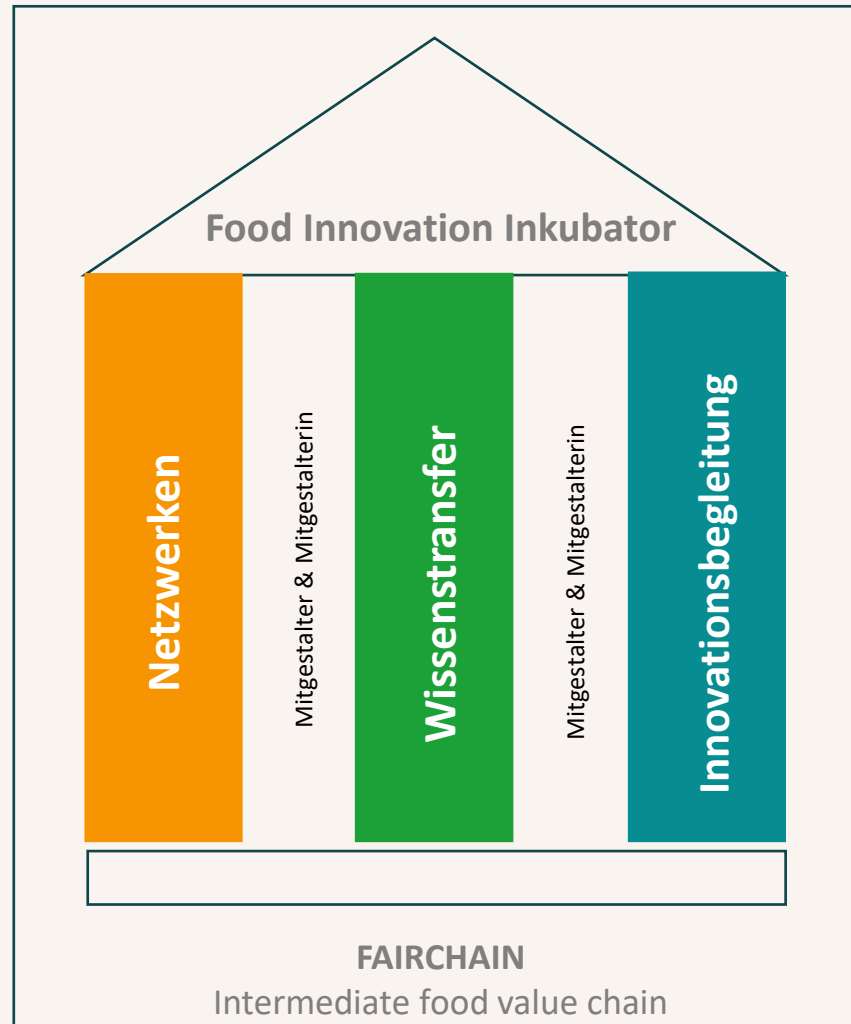 Food Innovation Inkubator
Netzwerken
Mitgestalter & Mitgestalterin
Wissenstransfer
Mitgestalter & Mitgestalterin
Innovationsbegleitung
FAIRCHAIN
Intermediate food value chain